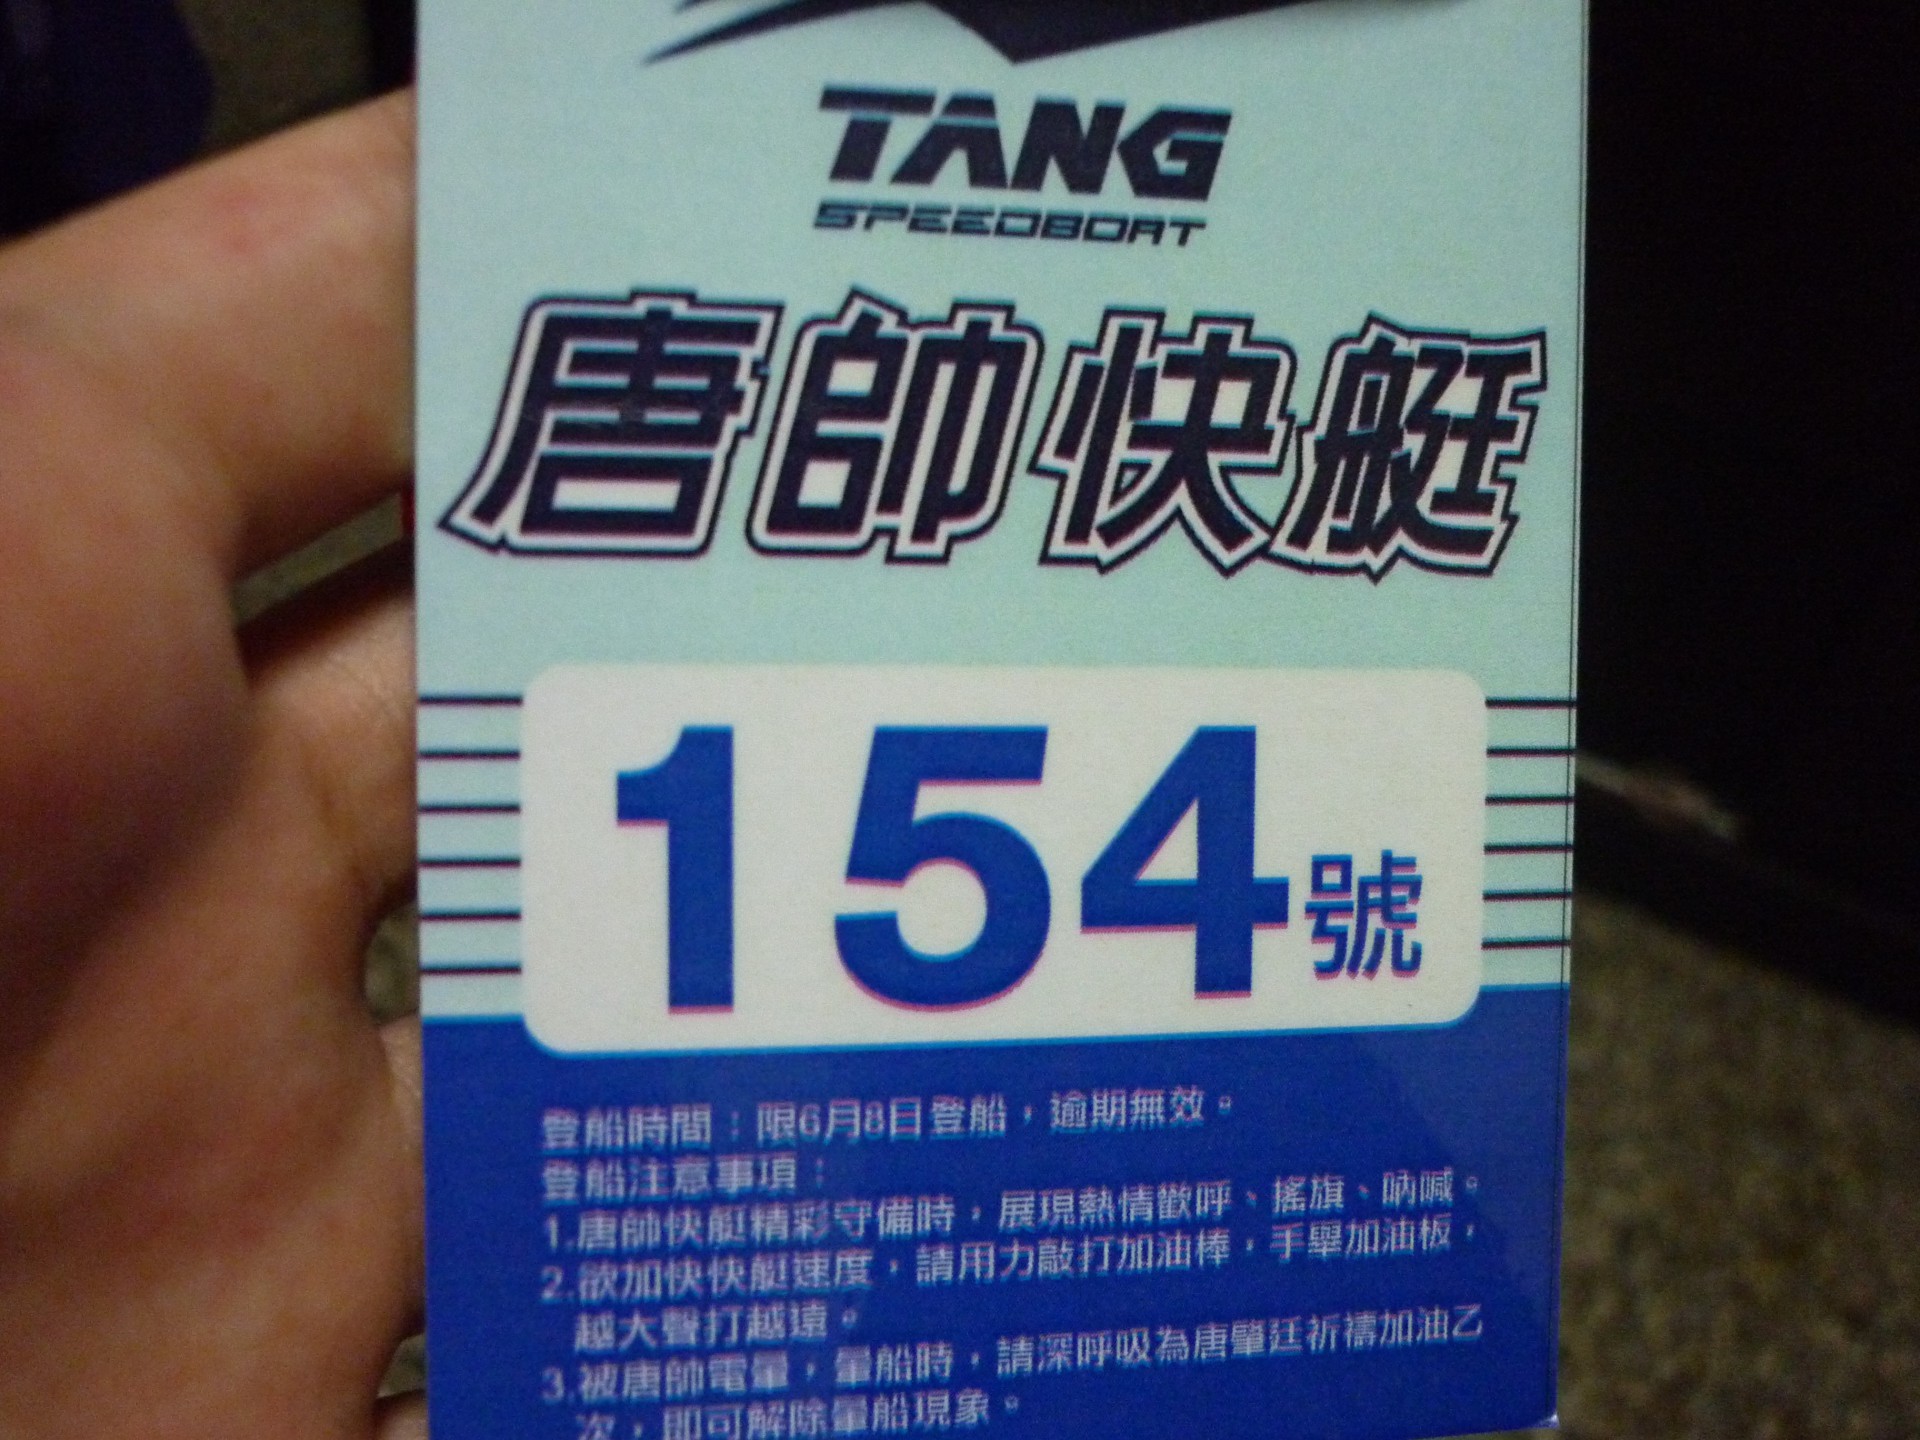 TANG
SPEEDBOAT
唐帥快艇
154號
登船時間：限6月8日登船，逾期無效。
登船注意事項：
1.唐帥快艇精彩守備時，展現熱情歡呼、搖旗、吶喊。
2.欲加快快艇速度，請用力敲打加油棒，手舉加油板，
越大聲打越遠。
3.被唐帥電暈，暈船時，請深呼吸為唐肇廷祈禱加油乙
次，即可解除暈船現象。